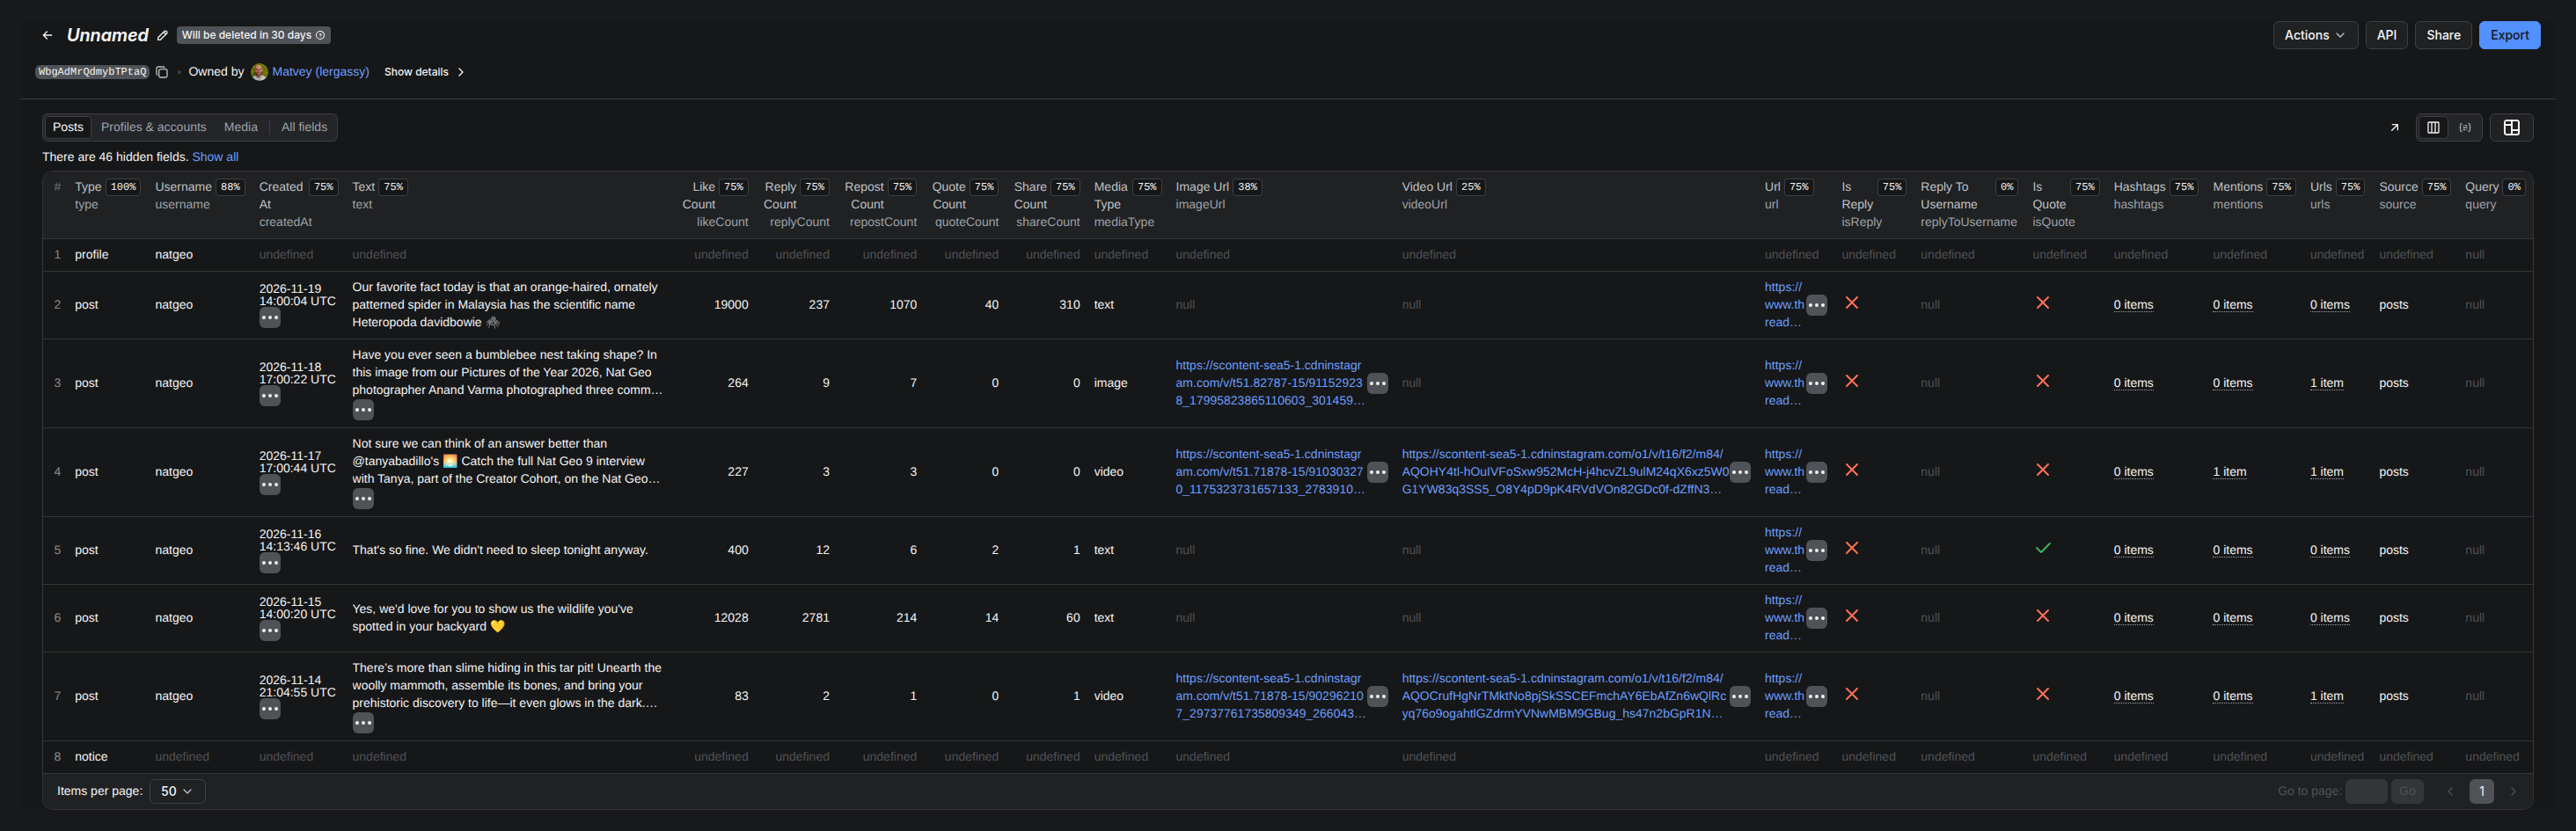 Unnamed Will be deleted in 30 days
Actions API Share Export
WbgAdMrQdmybTPtaQ Owned by Matvey (lergassy) Show details
Posts Profiles & accounts Media All fields
There are 46 hidden fields. Show all
# Type 100% Username 88% Created 75% Text 75% Like 75% Reply 75% Repost 75% Quote 75% Share 75% Media 75% Image Url 38% Video Url 25% Url 75% Is 75% Reply To 0% Is 75% Hashtags 75% Mentions 75% Urls 75% Source 75% Query 0%
type username At text Count Count Count Count Count Type imageUrl videoUrl url Reply Username Quote hashtags mentions urls source query
createdAt likeCount replyCount repostCount quoteCount shareCount mediaType isReply replyToUsername isQuote
1 profile natgeo undefined undefined undefined undefined undefined undefined undefined undefined undefined undefined undefined undefined undefined undefined undefined undefined undefined undefined null
2 post natgeo
2026-11-19
14:00:04 UTC
Our favorite fact today is that an orange-haired, ornately
patterned spider in Malaysia has the scientific name
Heteropoda davidbowie 🕷
19000 237 1070 40 310 text null null
https://
www.th
read…
null 0 items 0 items 0 items posts null
3 post natgeo
2026-11-18
17:00:22 UTC
Have you ever seen a bumblebee nest taking shape? In
this image from our Pictures of the Year 2026, Nat Geo
photographer Anand Varma photographed three comm…
264 9 7 0 0 image
https://scontent-sea5-1.cdninstagr
am.com/v/t51.82787-15/91152923
8_17995823865110603_301459…
null
https://
www.th
read…
null 0 items 0 items 1 item posts null
4 post natgeo
2026-11-17
17:00:44 UTC
Not sure we can think of an answer better than
@tanyabadillo's 🌅 Catch the full Nat Geo 9 interview
with Tanya, part of the Creator Cohort, on the Nat Geo…
227 3 3 0 0 video
https://scontent-sea5-1.cdninstagr
am.com/v/t51.71878-15/91030327
0_1175323731657133_2783910…
https://scontent-sea5-1.cdninstagram.com/o1/v/t16/f2/m84/
AQOHY4tl-hOuIVFoSxw952McH-j4hcvZL9ulM24qX6xz5W0
G1YW83q3SS5_O8Y4pD9pK4RVdVOn82GDc0f-dZffN3…
https://
www.th
read…
null 0 items 1 item 1 item posts null
5 post natgeo
2026-11-16
14:13:46 UTC
That's so fine. We didn't need to sleep tonight anyway.
400 12 6 2 1 text null null
https://
www.th
read…
null 0 items 0 items 0 items posts null
6 post natgeo
2026-11-15
14:00:20 UTC
Yes, we'd love for you to show us the wildlife you've
spotted in your backyard 💛
12028 2781 214 14 60 text null null
https://
www.th
read…
null 0 items 0 items 0 items posts null
7 post natgeo
2026-11-14
21:04:55 UTC
There's more than slime hiding in this tar pit! Unearth the
woolly mammoth, assemble its bones, and bring your
prehistoric discovery to life—it even glows in the dark.…
83 2 1 0 1 video
https://scontent-sea5-1.cdninstagr
am.com/v/t51.71878-15/90296210
7_29737761735809349_266043…
https://scontent-sea5-1.cdninstagram.com/o1/v/t16/f2/m84/
AQOCrufHgNrTMktNo8pjSkSSCEFmchAY6EbAfZn6wQlRc
yq76o9ogahtlGZdrmYVNwMBM9GBug_hs47n2bGpR1N…
https://
www.th
read…
null 0 items 0 items 1 item posts null
8 notice undefined undefined undefined undefined undefined undefined undefined undefined undefined undefined undefined undefined undefined undefined undefined undefined undefined undefined undefined undefined
Items per page: 50 Go to page: Go 1